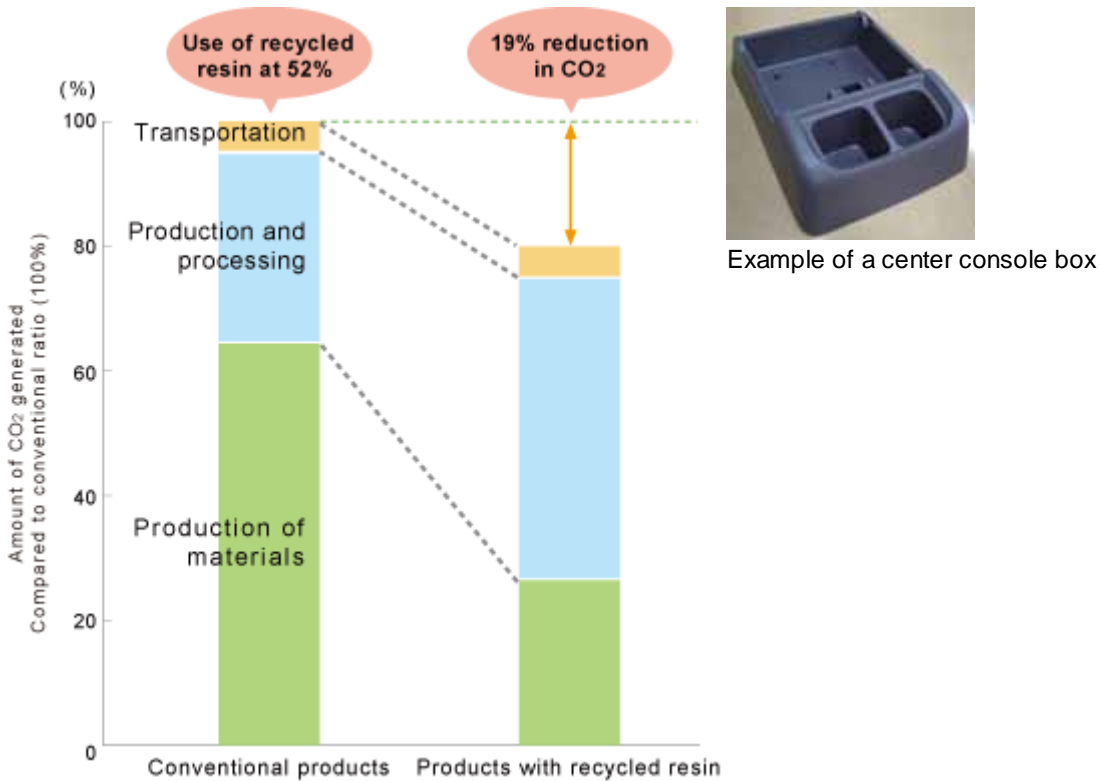 Use of recycled
resin at 52%
19% reduction
in CO2
(%)
100
80
60
40
20
0
Amount of CO2 generated
Compared to conventional ratio (100%)
Transportation
Production and
processing
Production of
materials
Conventional products
Products with recycled resin
Example of a center console box